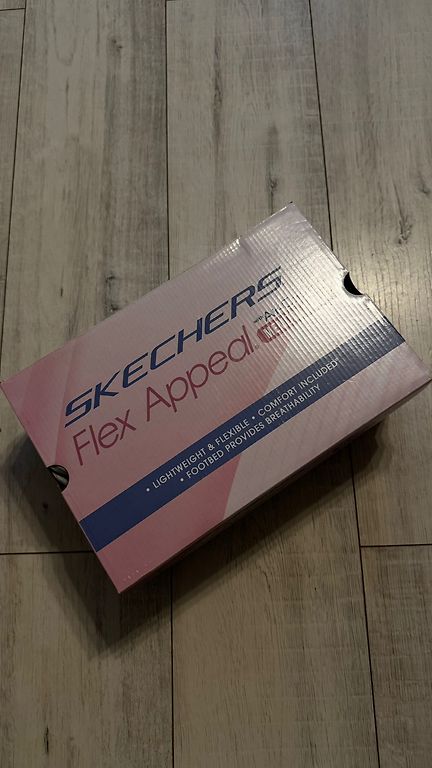 SKECHERS
Flex Appeal
• LIGHTWEIGHT & FLEXIBLE • COMFORT INCLUDED
• FOOTBED PROVIDES BREATHABILITY